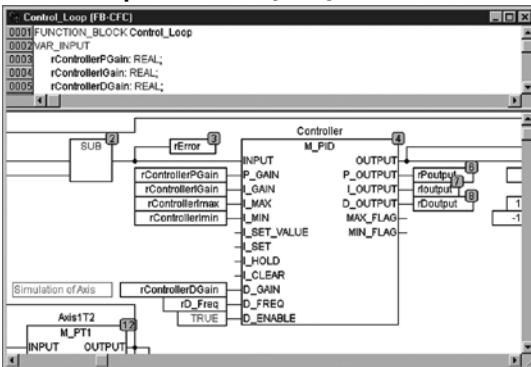 Control_Loop (FB-CFC)
0001 FUNCTION_BLOCK Control_Loop
0002 VAR_INPUT
0003 rControllerPGain: REAL;
0004 rControllerIGain: REAL;
0005 rControllerDGain: REAL;
Controller
SUB 2
rError 3
M_PID 4
INPUT OUTPUT
rControllerPGain P_GAIN P_OUTPUT rPoutput 6
rControllerIGain I_GAIN I_OUTPUT rIoutput 7
rControllerImax I_MAX D_OUTPUT rDoutput 8
rControllerImin I_MIN MAX_FLAG 1
I_SET_VALUE MIN_FLAG -1
I_SET
I_HOLD
I_CLEAR
Simulation of Axis rControllerDGain D_GAIN
rD_Freq D_FREQ
TRUE D_ENABLE
Axis1T2
M_PT1 12
INPUT OUTPUT